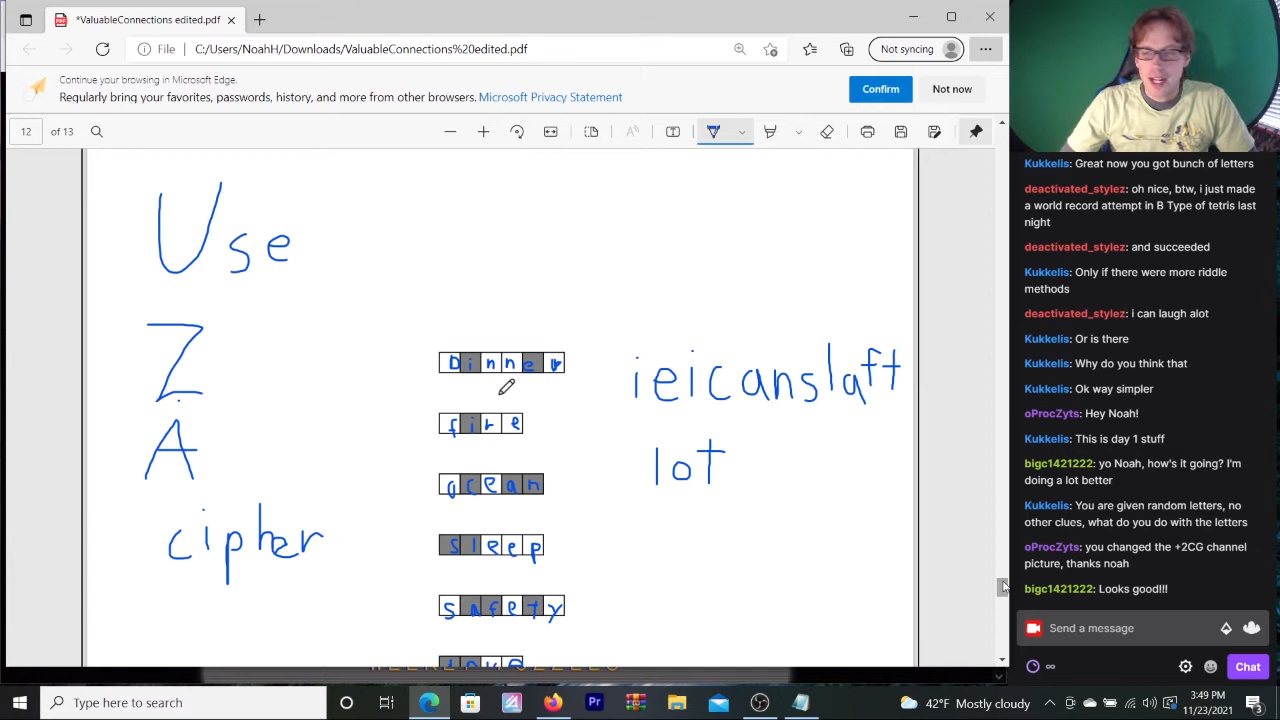 *ValuableConnections edited.pdf
File C:/Users/NoahH/Downloads/ValuableConnections%20edited.pdf
Not syncing
Continue your browsing in Microsoft Edge.
Regularly bring your favorites, passwords, history, and more from other browsers. Microsoft Privacy Statement
Confirm
Not now
12 of 13
Use
Z
A
cipher
Dinner
fire
ocean
sleep
safety
ieicanslaft
lot
Kukkelis: Great now you got bunch of letters
deactivated_stylez: oh nice, btw, i just made
a world record attempt in B Type of tetris last
night
deactivated_stylez: and succeeded
Kukkelis: Only if there were more riddle
methods
deactivated_stylez: i can laugh alot
Kukkelis: Or is there
Kukkelis: Why do you think that
Kukkelis: Ok way simpler
oProcZyts: Hey Noah!
Kukkelis: This is day 1 stuff
bigc1421222: yo Noah, how's it going? I'm
doing a lot better
Kukkelis: You are given random letters, no
other clues, what do you do with the letters
oProcZyts: you changed the +2CG channel
picture, thanks noah
bigc1421222: Looks good!!!
Send a message
Chat
Type here to search
Pr
42°F Mostly cloudy
3:49 PM
11/23/2021